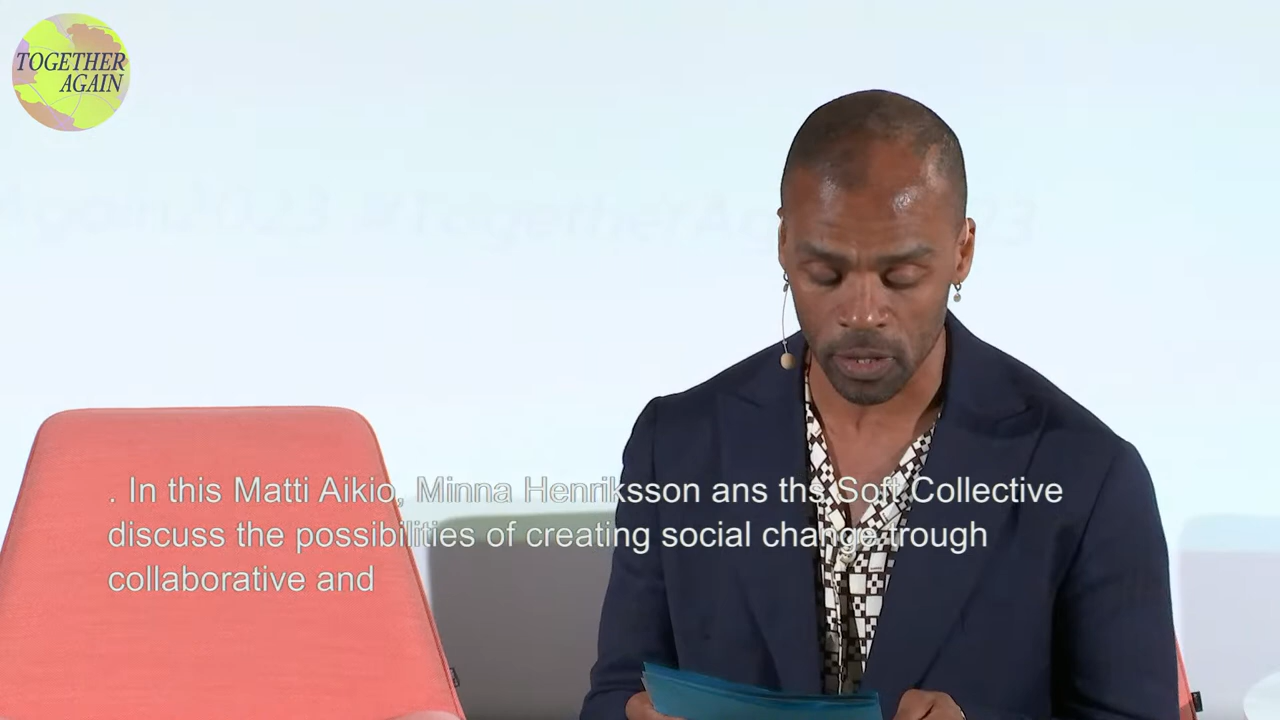 TOGETHER
AGAIN
. In this Matti Aikio, Minna Henriksson ans ths Soft Collective
discuss the possibilities of creating social change trough
collaborative and